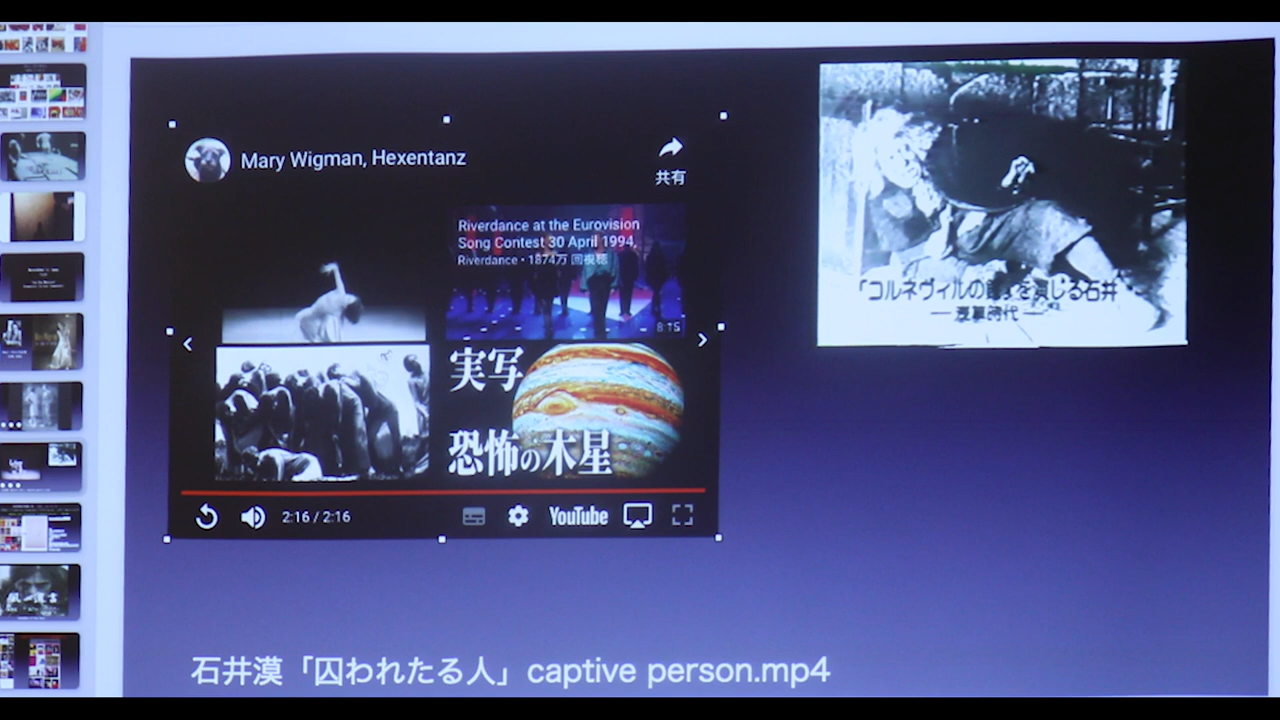 Mary Wigman, Hexentanz
共有
Riverdance at the Eurovision
Song Contest 30 April 1994,
Riverdance・1874万 回視聴
8:15
実写
恐怖の木星
2:16 / 2:16
YouTube
「コルネヴィルの鐘」を演じる石井
―浅草時代―
石井漠「囚われたる人」captive person.mp4